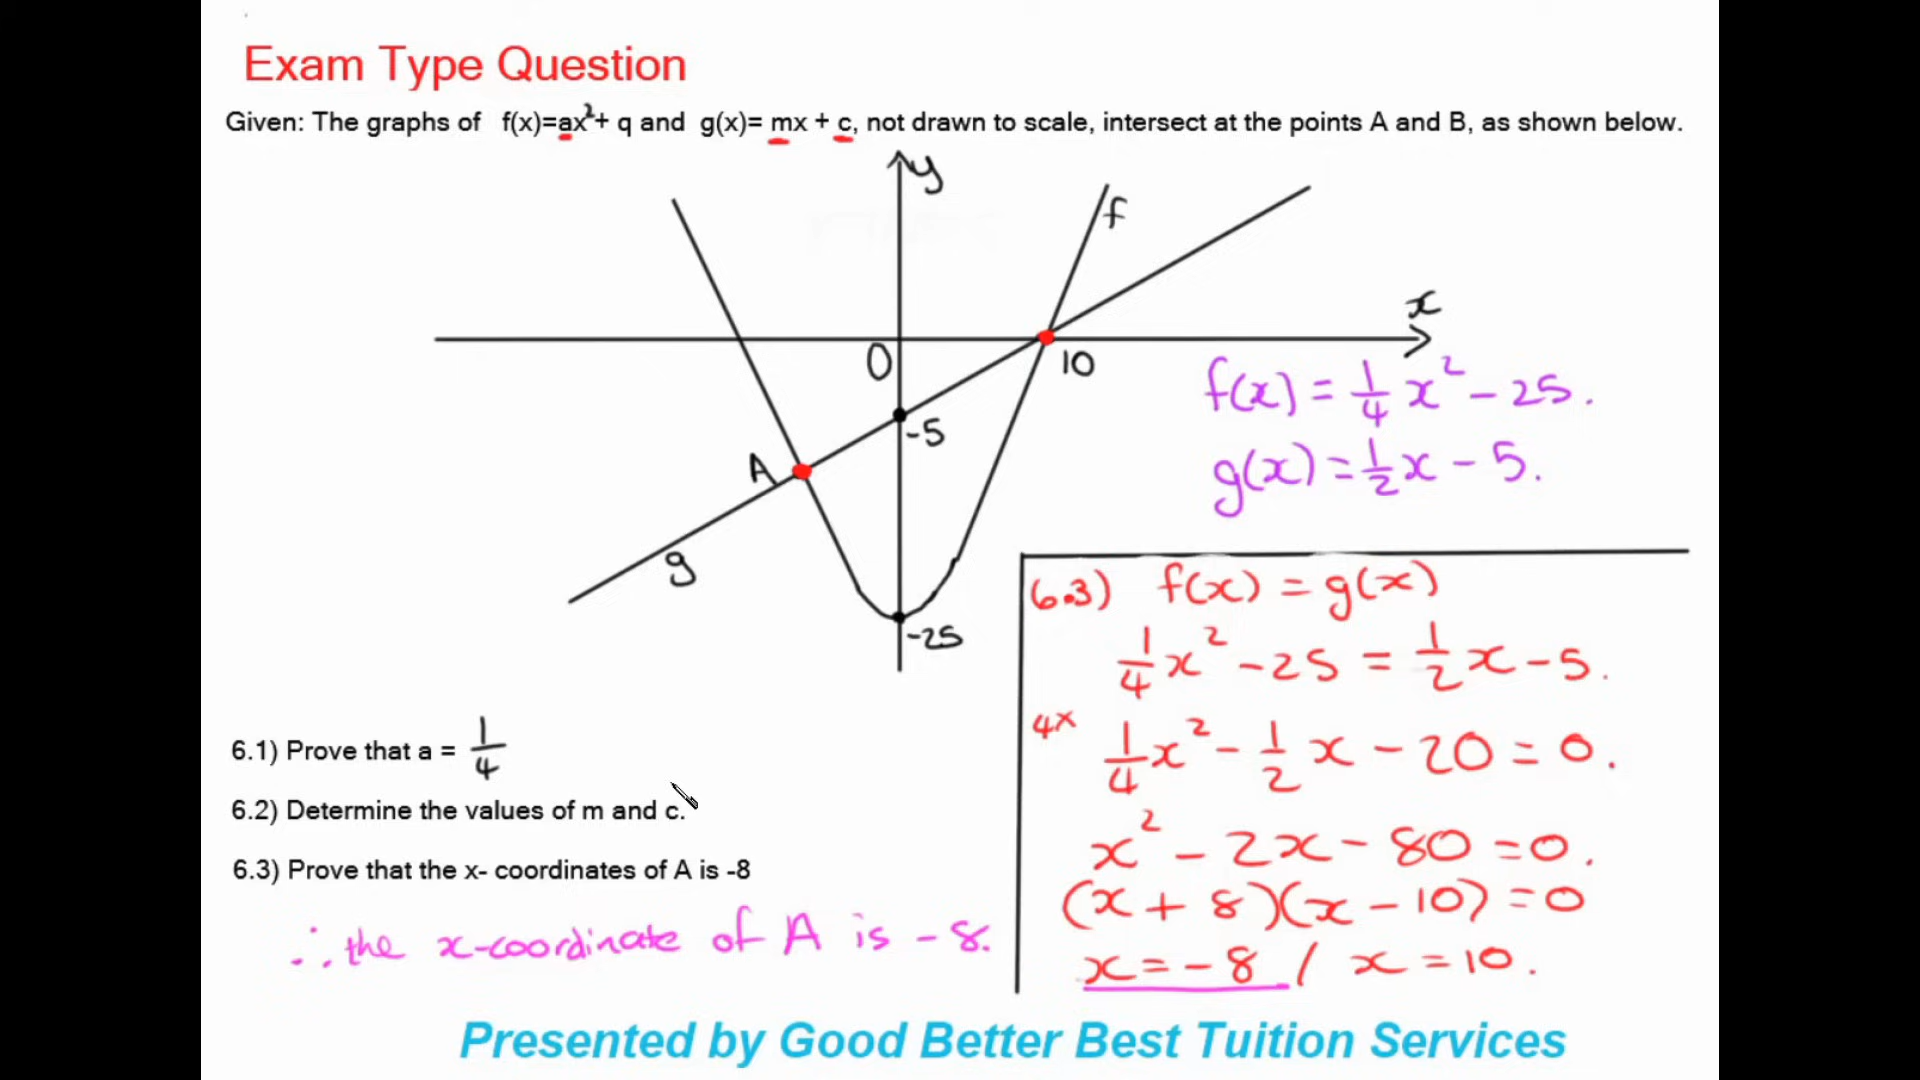 Exam Type Question
Given: The graphs of f(x)=ax²+ q and g(x)= mx + c, not drawn to scale, intersect at the points A and B, as shown below.
y
f
x
0
10
-5
A
g
-25
f(x) = 1/4 x² - 25.
g(x) = 1/2 x - 5.
6.1) Prove that a = 1/4
6.2) Determine the values of m and c.
6.3) Prove that the x- coordinates of A is -8
∴ the x-coordinate of A is -8.
6.3) f(x) = g(x)
1/4 x² - 25 = 1/2 x - 5.
4x 1/4 x² - 1/2 x - 20 = 0.
x² - 2x - 80 = 0.
(x + 8)(x - 10) = 0
x = -8 / x = 10.
Presented by Good Better Best Tuition Services